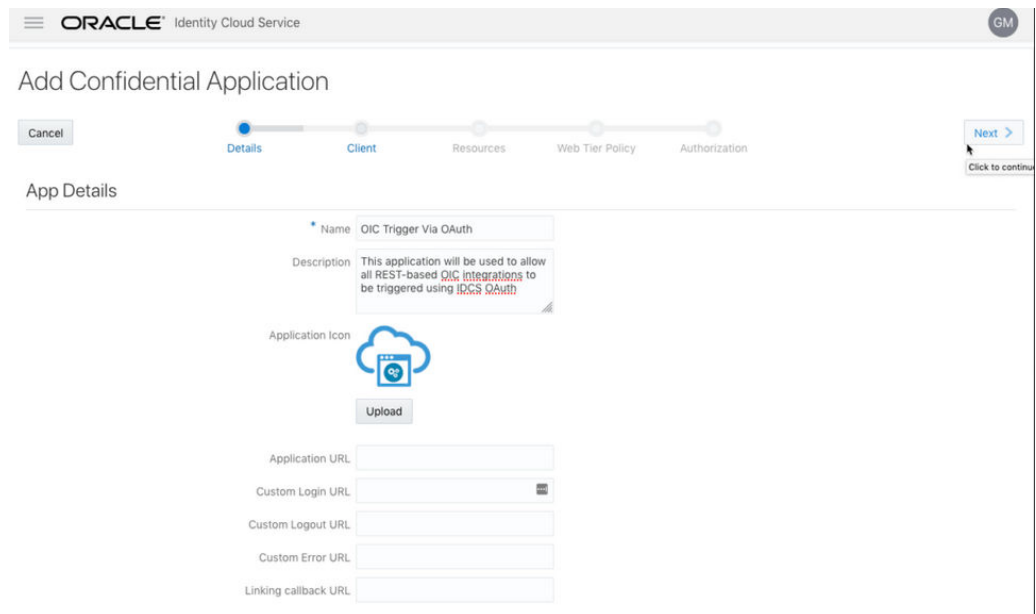 ORACLE® Identity Cloud Service
GM
Add Confidential Application
Cancel
Details
Client
Resources
Web Tier Policy
Authorization
Next >
Click to continue
App Details
* Name OIC Trigger Via OAuth
Description This application will be used to allow
all REST-based OIC integrations to
be triggered using IDCS OAuth
Application Icon
Upload
Application URL
Custom Login URL
Custom Logout URL
Custom Error URL
Linking callback URL